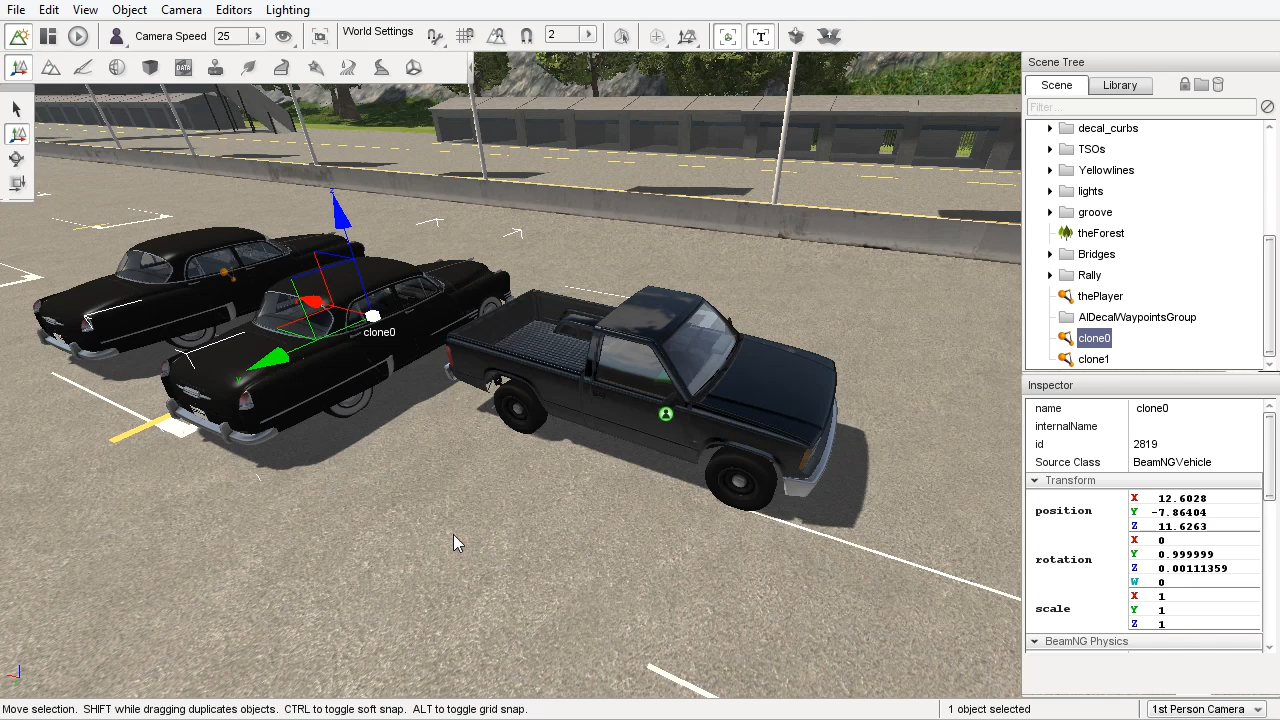 File Edit View Object Camera Editors Lighting
Camera Speed 25 World Settings 2
DATA
T
Scene Tree
Scene Library
Filter...
decal_curbs
TSOs
Yellowlines
lights
groove
theForest
Bridges
Rally
thePlayer
AIDecalWaypointsGroup
clone0
clone1
clone0
Inspector
name clone0
internalName
id 2819
Source Class BeamNGVehicle
Transform
position X 12.6028
Y -7.86404
Z 11.6263
rotation X 0
Y 0.999999
Z 0.00111359
W 0
scale X 1
Y 1
Z 1
BeamNG Physics
Move selection. SHIFT while dragging duplicates objects. CTRL to toggle soft snap. ALT to toggle grid snap.
1 object selected
1st Person Camera